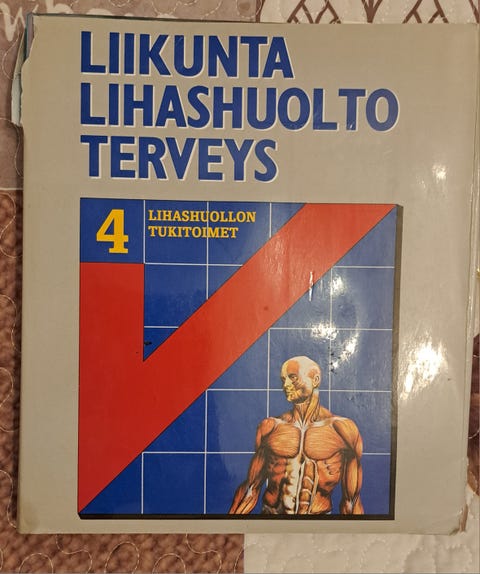 LIIKUNTA
LIHASHUOLTO
TERVEYS
4
LIHASHUOLLON
TUKITOIMET